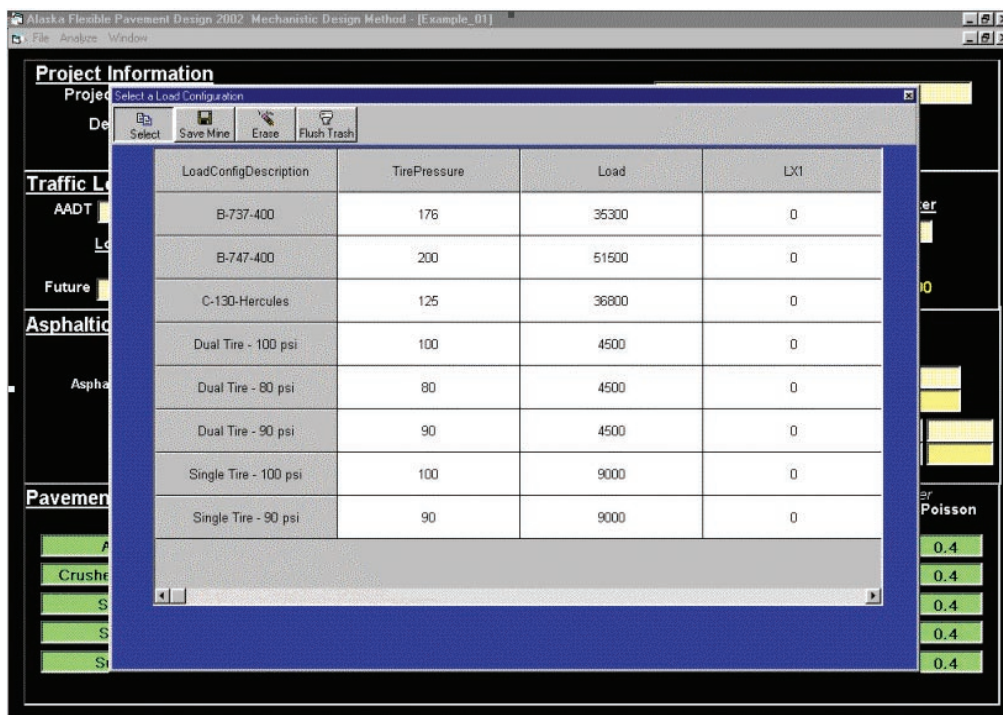 Alaska Flexible Pavement Design 2002 Mechanistic Design Method - [Example_01]
File Analyze Window
Project Information
Projec
Select a Load Configuration
De
Select Save Mine Erase Flush Trash
LoadConfigDescription TirePressure Load LX1
Traffic L
AADT
B-737-400 176 35300 0
B-747-400 200 51500 0
Future
C-130-Hercules 125 36800 0
Asphaltic
Dual Tire - 100 psi 100 4500 0
Aspha
Dual Tire - 80 psi 80 4500 0
Dual Tire - 90 psi 90 4500 0
Single Tire - 100 psi 100 9000 0
Pavemen
Single Tire - 90 psi 90 9000 0
Poisson
0.4
Crushe 0.4
S 0.4
S 0.4
0.4